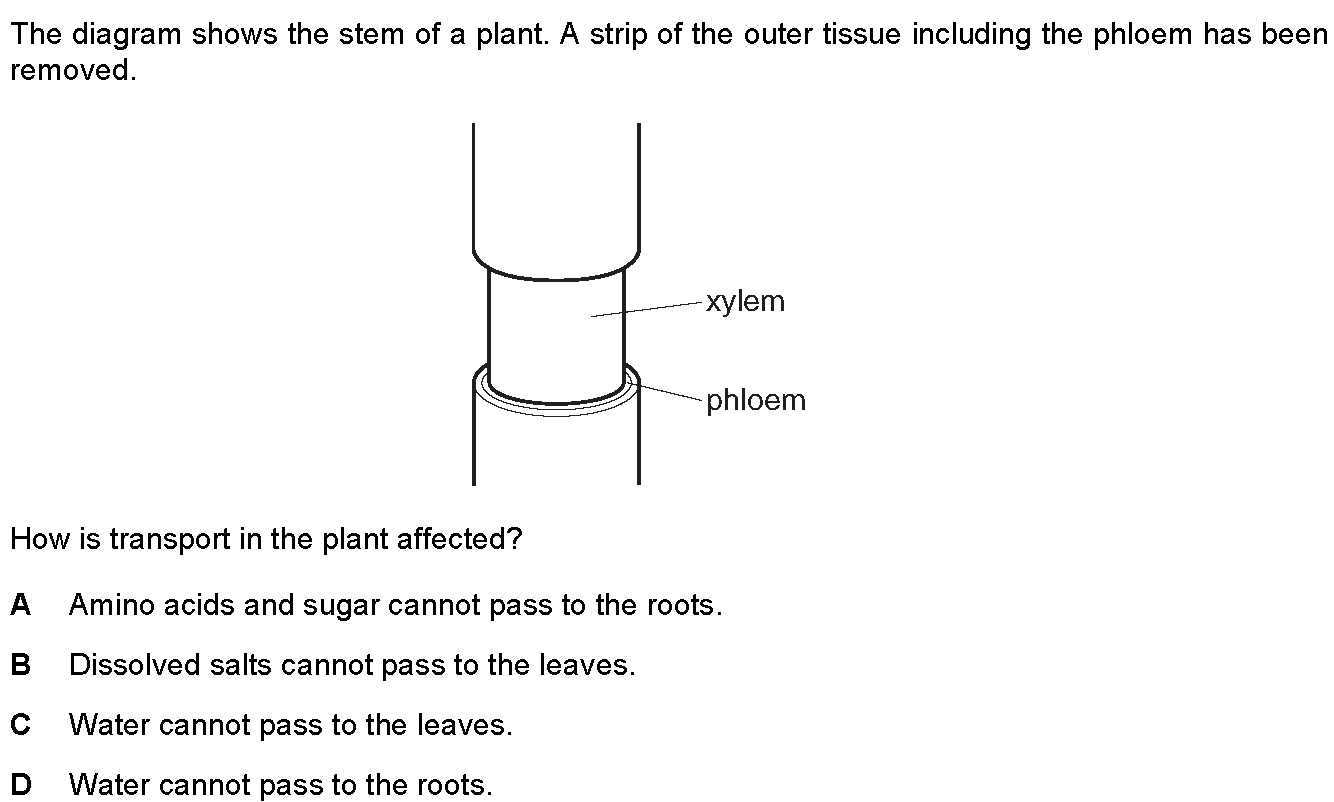 The diagram shows the stem of a plant. A strip of the outer tissue including the phloem has been
removed.
xylem
phloem
How is transport in the plant affected?
A Amino acids and sugar cannot pass to the roots.
B Dissolved salts cannot pass to the leaves.
C Water cannot pass to the leaves.
D Water cannot pass to the roots.